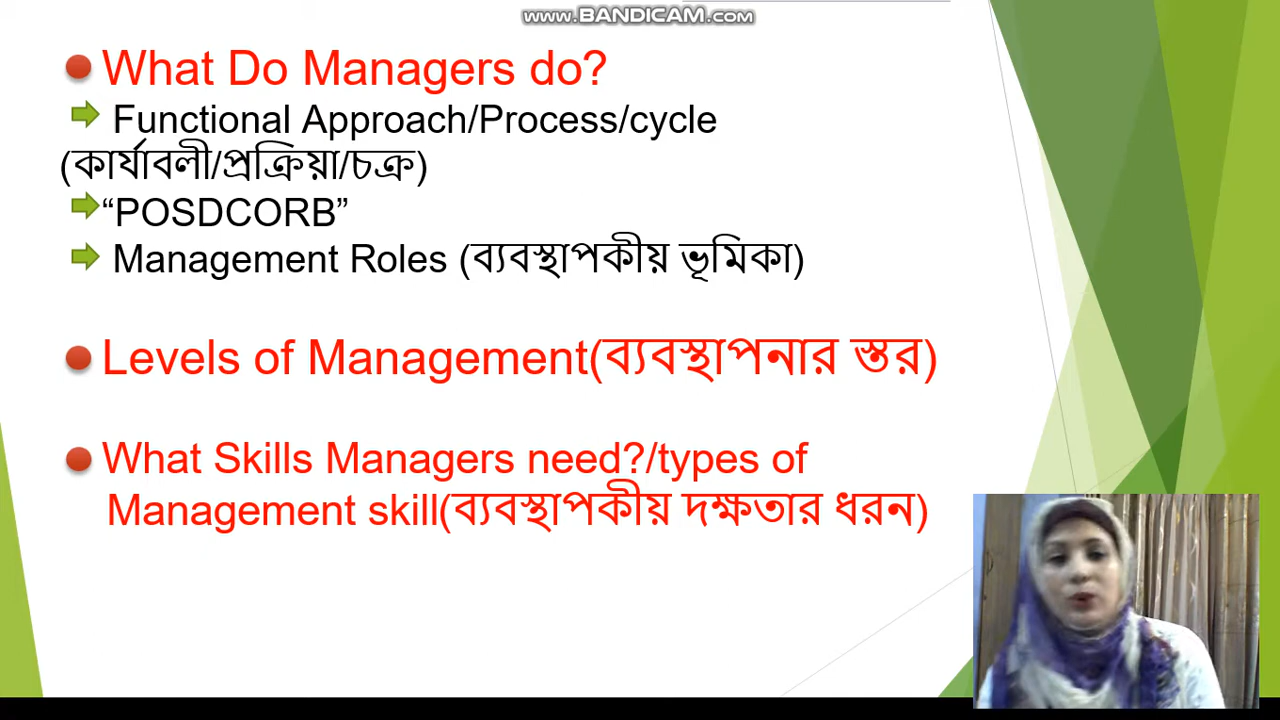 www.BANDICAM.com
What Do Managers do?
Functional Approach/Process/cycle
(কার্যাবলী/প্রক্রিয়া/চক্র)
“POSDCORB”
Management Roles (ব্যবস্থাপকীয় ভূমিকা)
Levels of Management(ব্যবস্থাপনার স্তর)
What Skills Managers need?/types of
Management skill(ব্যবস্থাপকীয় দক্ষতার ধরন)